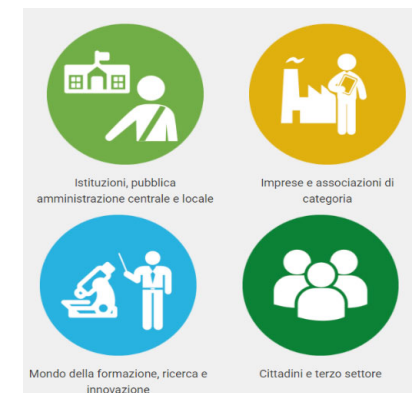 Istituzioni, pubblica
amministrazione centrale e locale
Imprese e associazioni di
categoria
Mondo della formazione, ricerca e
innovazione
Cittadini e terzo settore